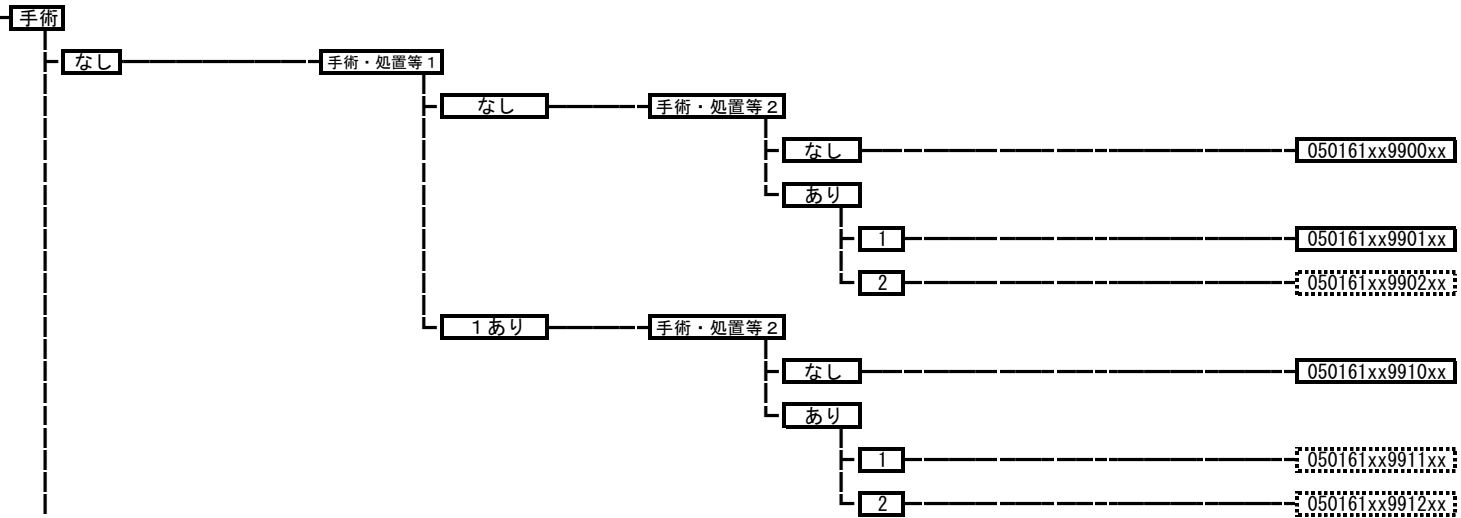 手術
なし
手術・処置等1
なし
手術・処置等2
なし
050161xx9900xx
あり
1
050161xx9901xx
2
050161xx9902xx
1あり
手術・処置等2
なし
050161xx9910xx
あり
1
050161xx9911xx
2
050161xx9912xx